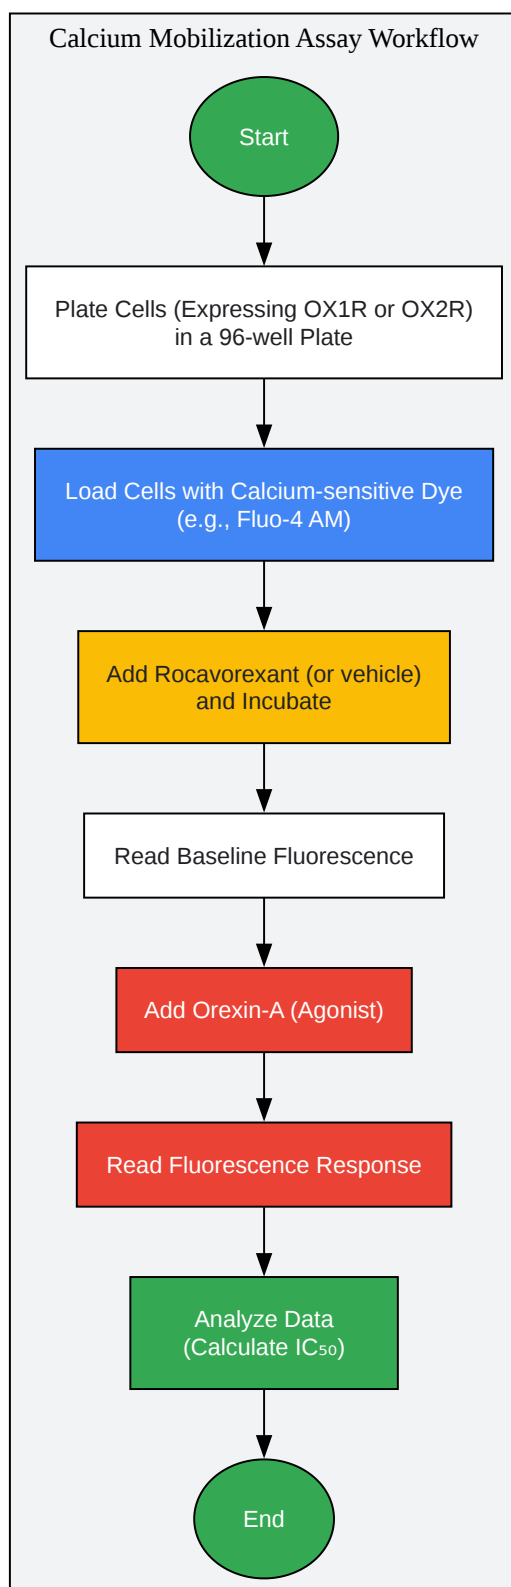 Calcium Mobilization Assay Workflow
Start
Plate Cells (Expressing OX1R or OX2R)
in a 96-well Plate
Load Cells with Calcium-sensitive Dye
(e.g., Fluo-4 AM)
Add Rocavorexant (or vehicle)
and Incubate
Read Baseline Fluorescence
Add Orexin-A (Agonist)
Read Fluorescence Response
Analyze Data
(Calculate IC₅₀)
End